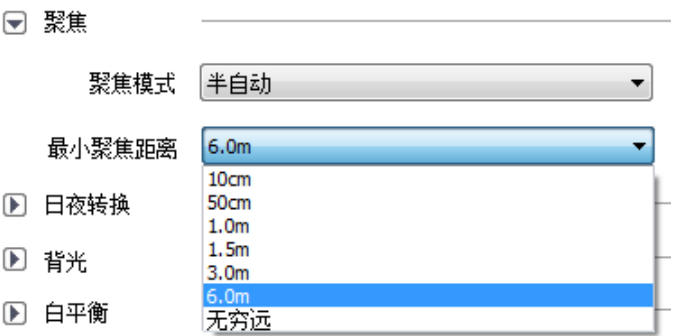 聚焦
聚焦模式 半自动
最小聚焦距离 6.0m
10cm
50cm
日夜转换
1.0m
1.5m
背光
3.0m
6.0m
白平衡
无穷远